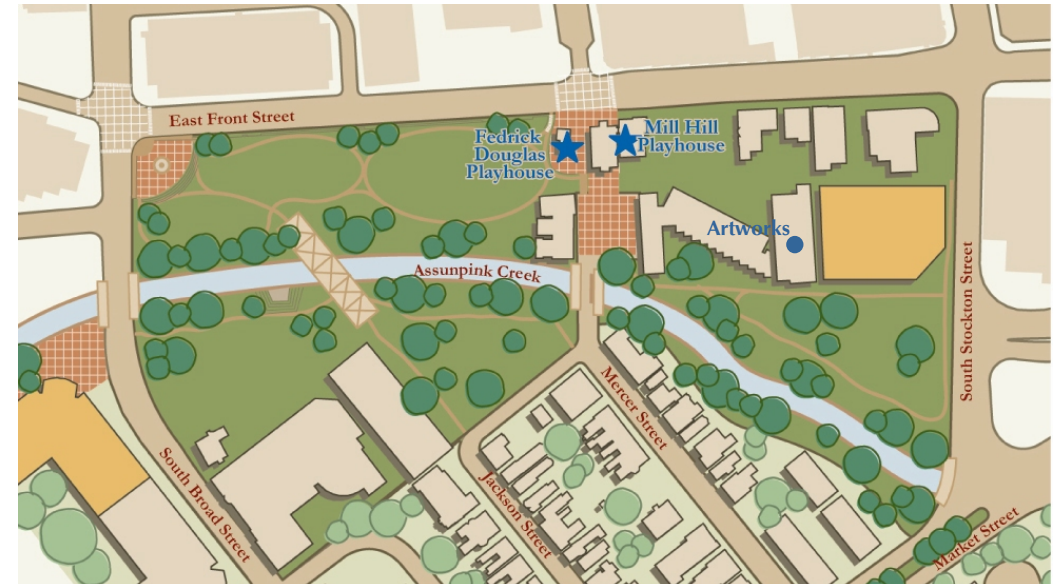 East Front Street
Fedrick
Douglas
Playhouse
Mill Hill
Playhouse
Artworks
Assunpink Creek
South Stockton Street
Mercer Street
South Broad Street
Jackson Street
Market Street